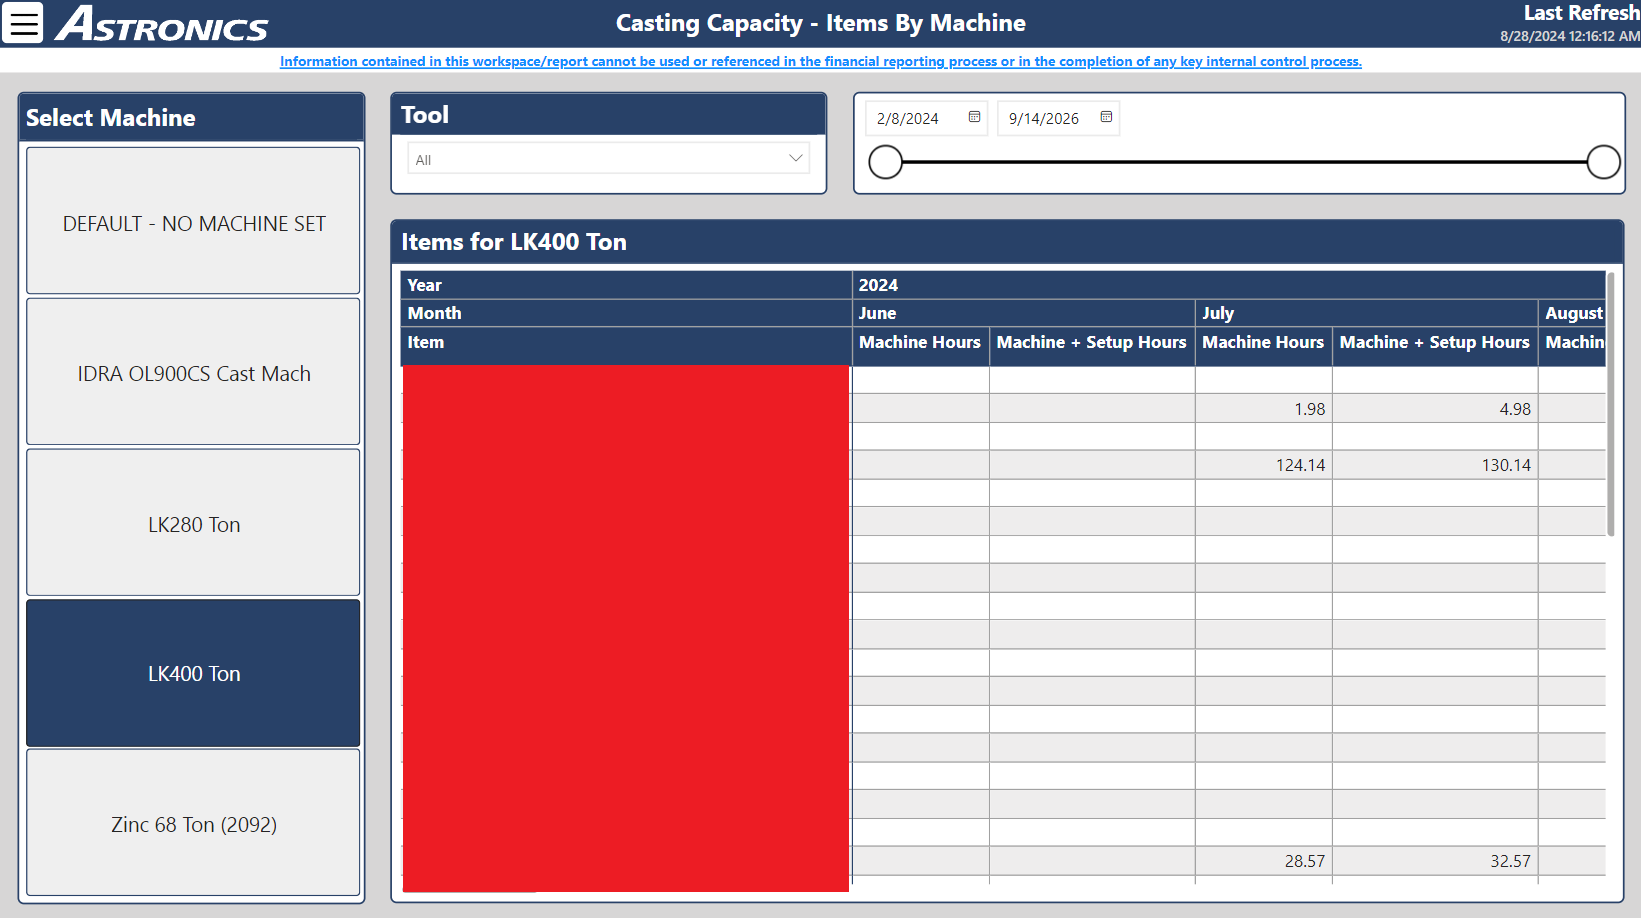 ASTRONICS
Casting Capacity - Items By Machine
Last Refresh
8/28/2024 12:16:12 AM
Information contained in this workspace/report cannot be used or referenced in the financial reporting process or in the completion of any key internal control process.
Select Machine
DEFAULT - NO MACHINE SET
IDRA OL900CS Cast Mach
LK280 Ton
LK400 Ton
Zinc 68 Ton (2092)
Tool
All
2/8/2024
9/14/2026
Items for LK400 Ton
Year 2024
Month June July August
Item Machine Hours Machine + Setup Hours Machine Hours Machine + Setup Hours Machin
1.98 4.98
124.14 130.14
28.57 32.57